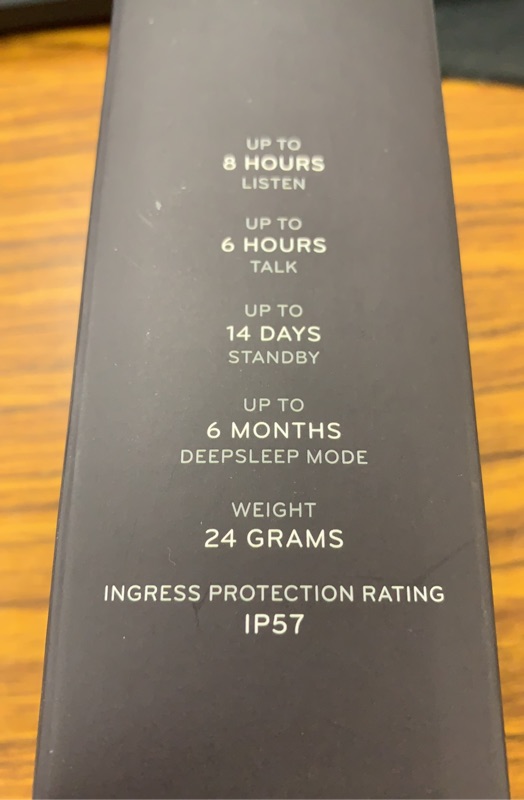 UP TO
8 HOURS
LISTEN
UP TO
6 HOURS
TALK
UP TO
14 DAYS
STANDBY
UP TO
6 MONTHS
DEEPSLEEP MODE
WEIGHT
24 GRAMS
INGRESS PROTECTION RATING
IP57